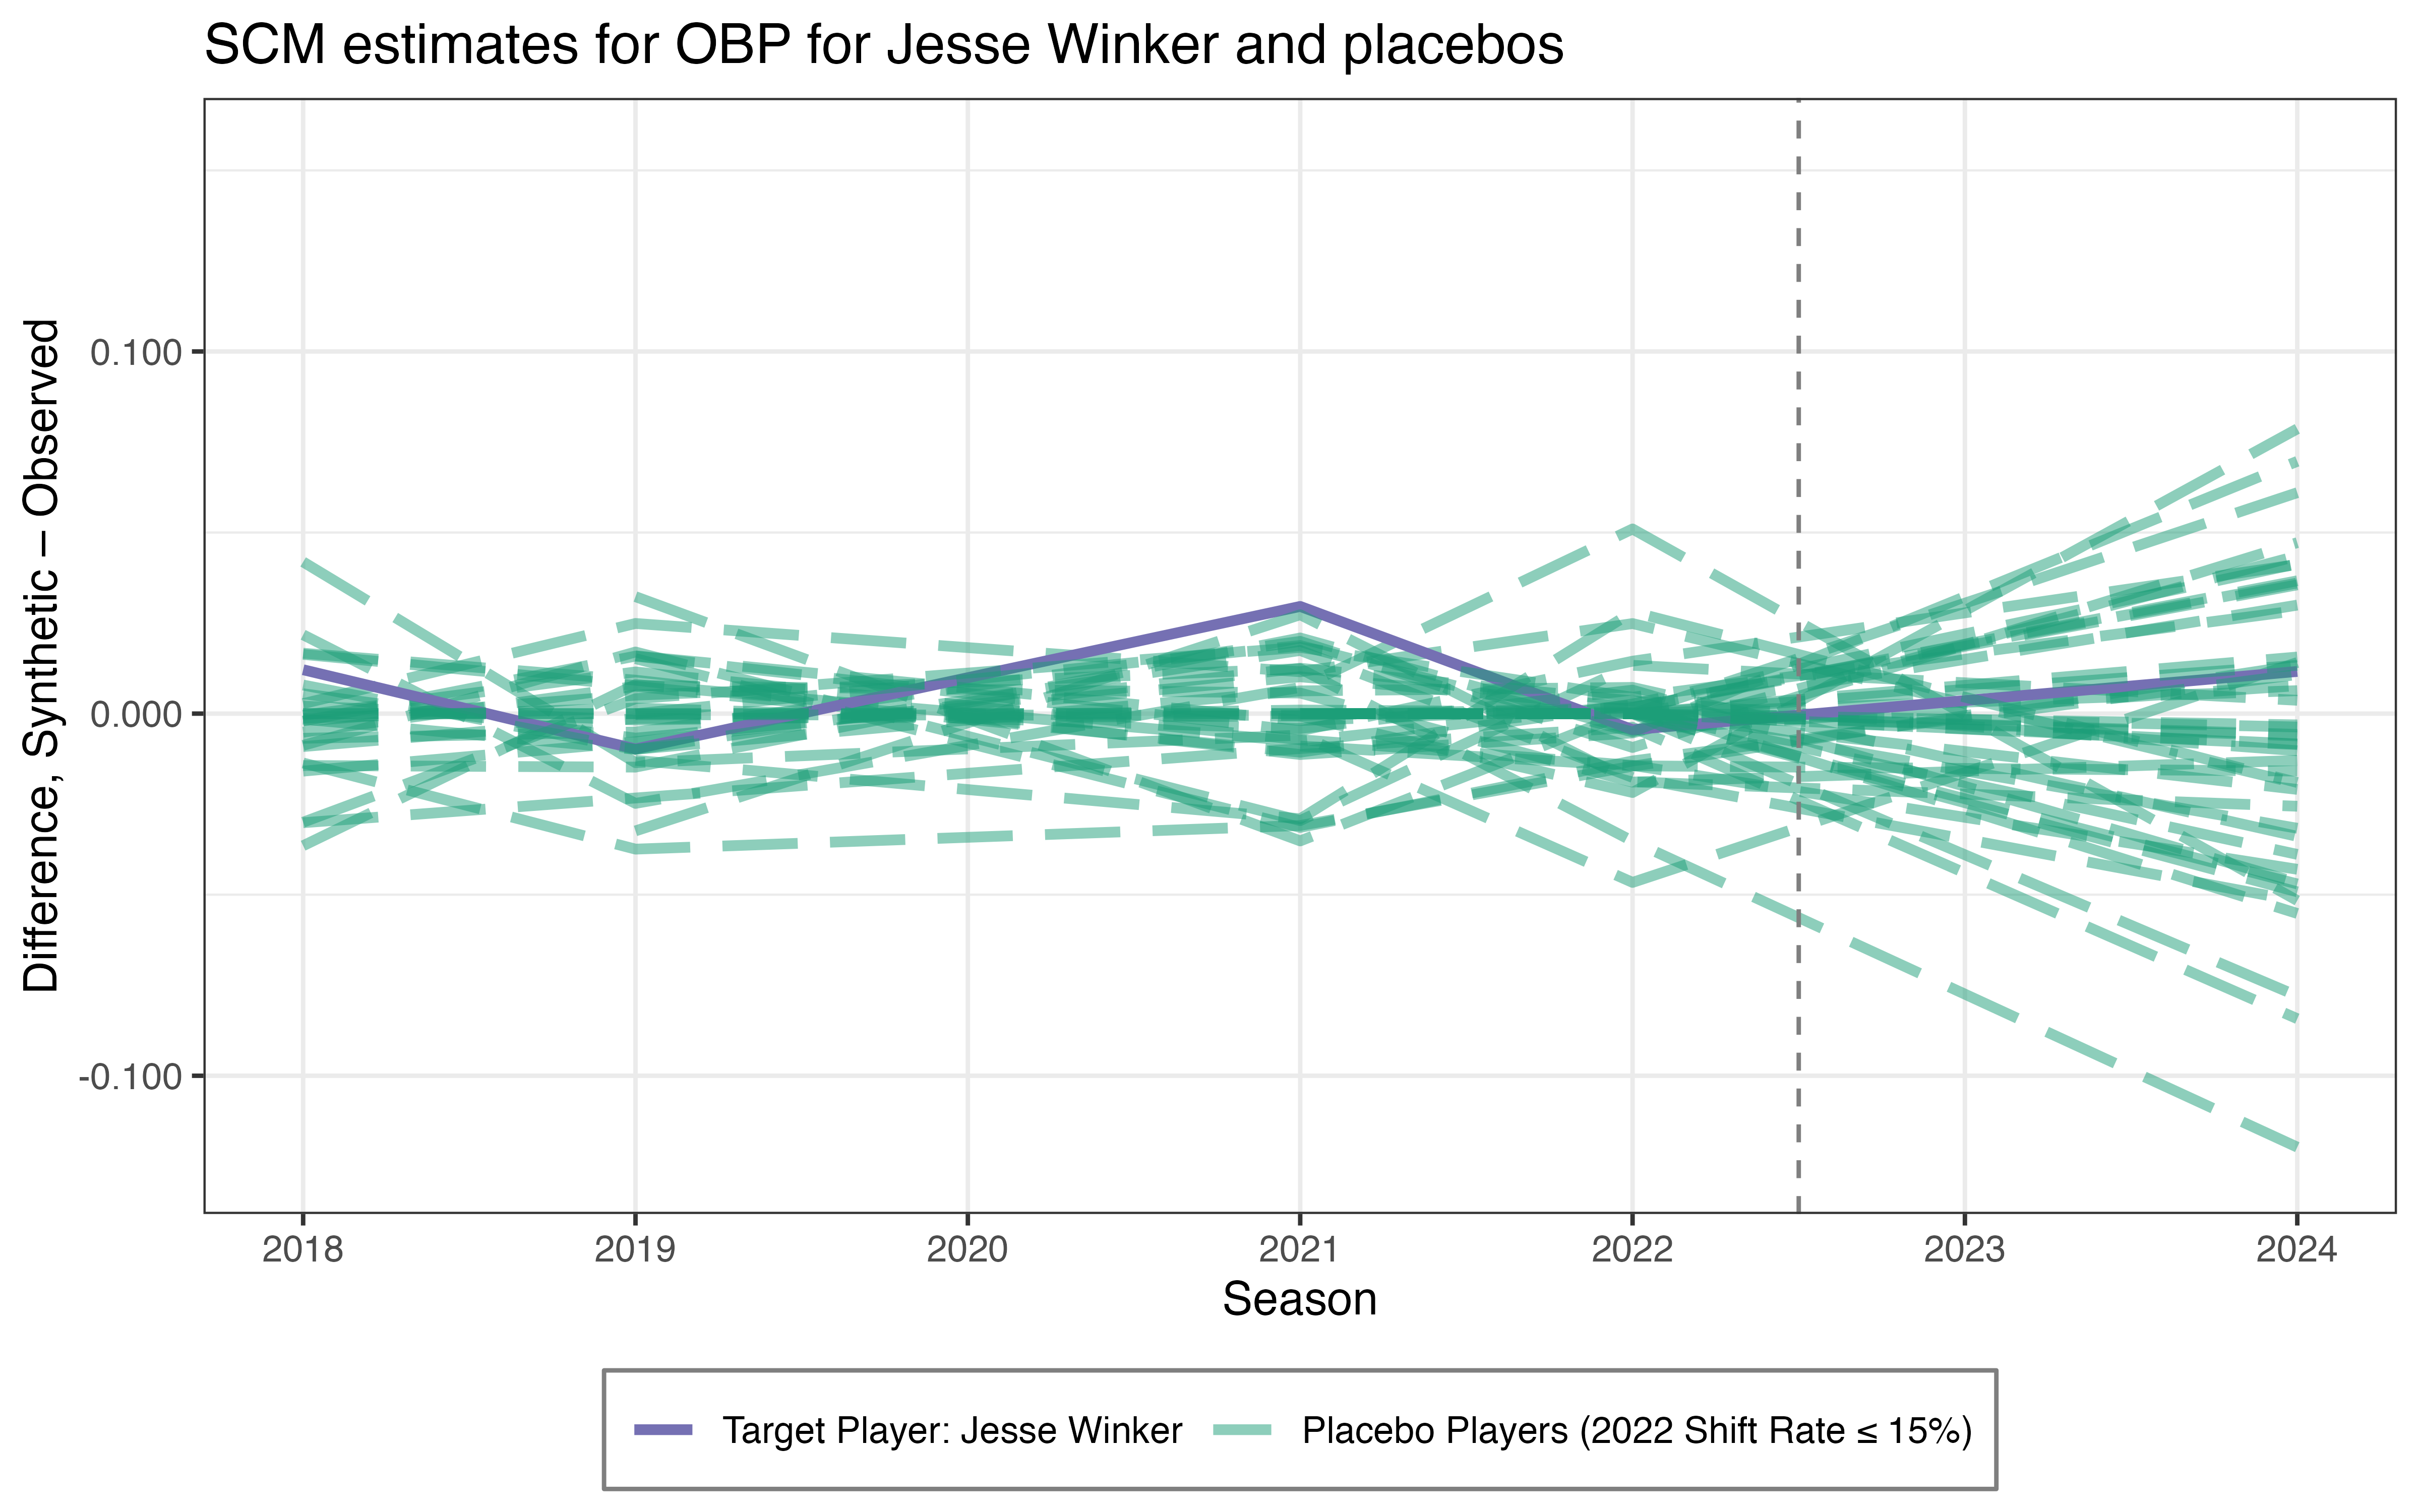 SCM estimates for OBP for Jesse Winker and placebos
Difference, Synthetic – Observed
0.100
0.000
-0.100
2018 2019 2020 2021 2022 2023 2024
Season
Target Player: Jesse Winker Placebo Players (2022 Shift Rate ≤ 15%)